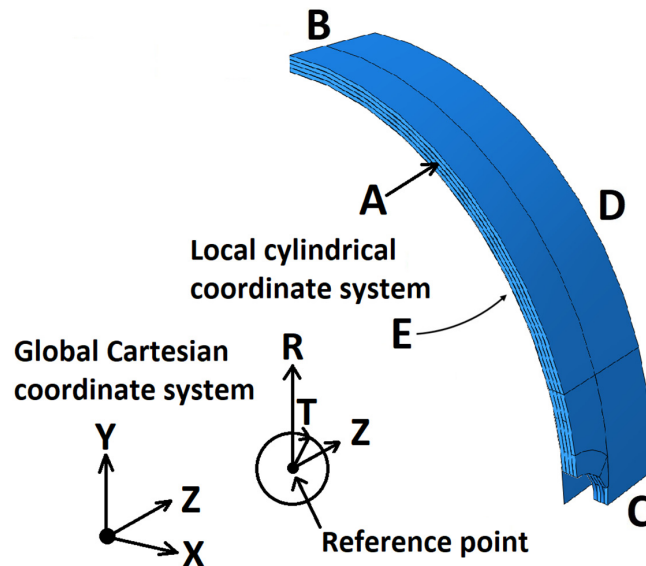 B
A
D
Local cylindrical
coordinate system
E
R
Global Cartesian
coordinate system
T
Z
Y
Z
C
X
Reference point